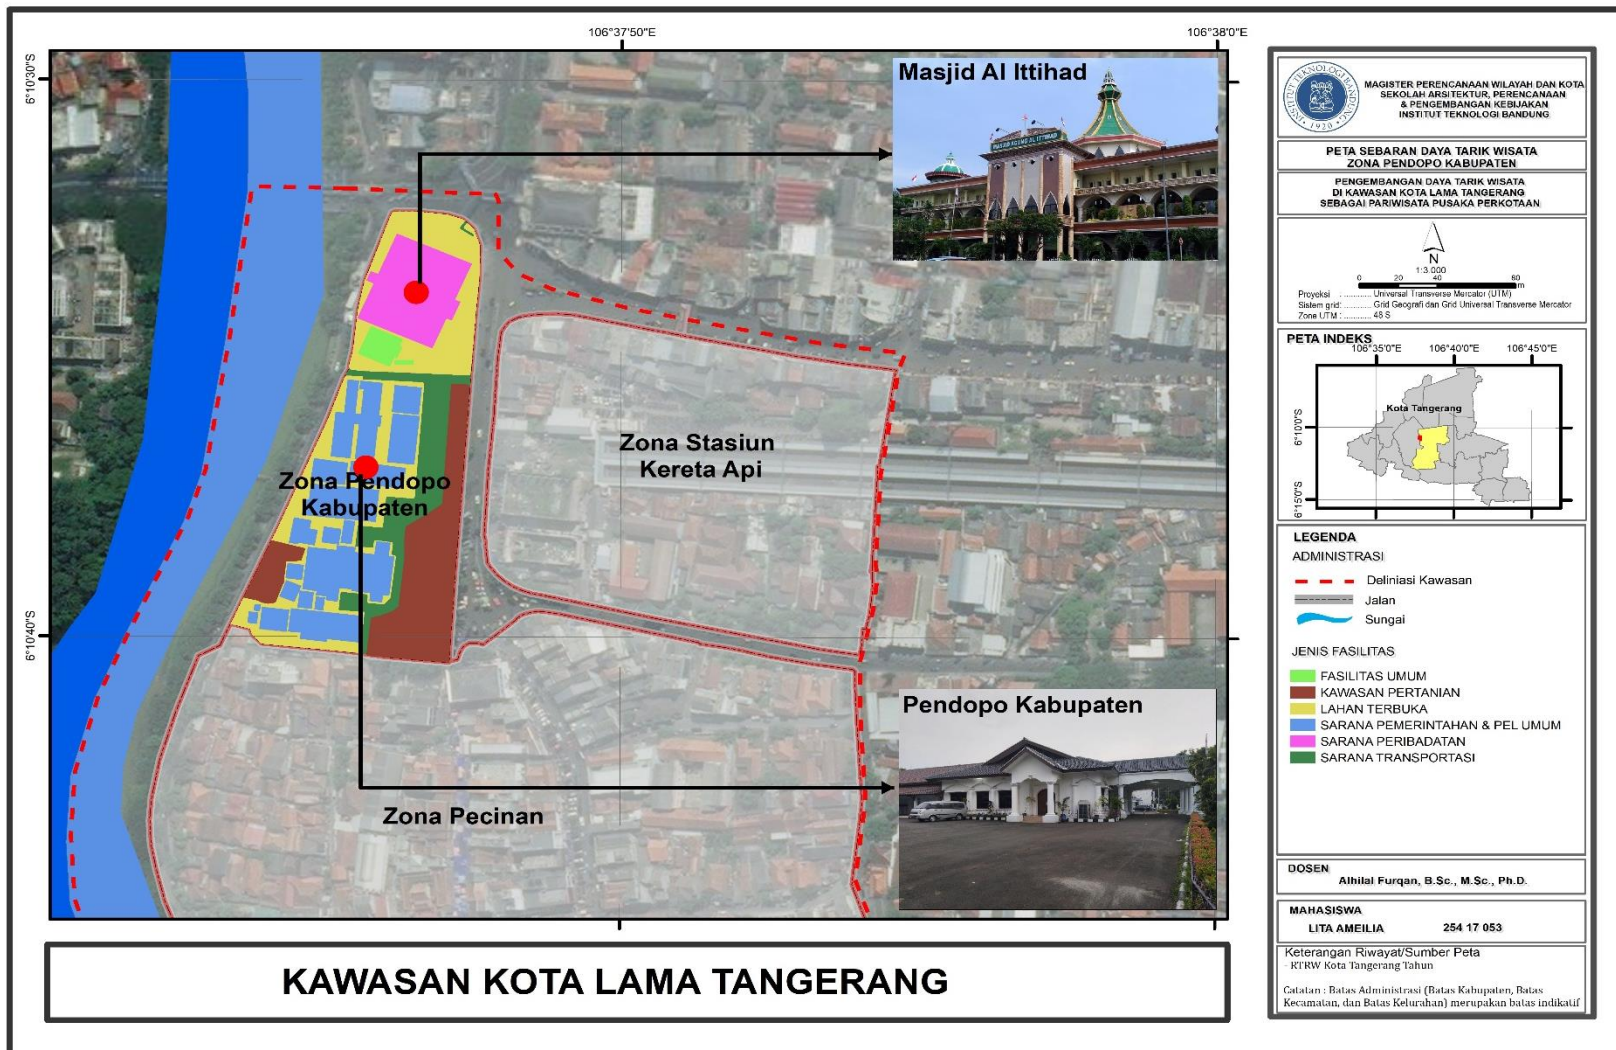 106°37'50"E
106°38'0"E
6°10'30"S
6°10'40"S
Masjid Al Ittihad
MASJID AGUNG AL ITTIHAD
Zona Stasiun
Kereta Api
Zona Pendopo
Kabupaten
Pendopo Kabupaten
Zona Pecinan
KAWASAN KOTA LAMA TANGERANG
INSTITUT TEKNOLOGI BANDUNG
1920
MAGISTER PERENCANAAN WILAYAH DAN KOTA
SEKOLAH ARSITEKTUR, PERENCANAAN
& PENGEMBANGAN KEBIJAKAN
INSTITUT TEKNOLOGI BANDUNG
PETA SEBARAN DAYA TARIK WISATA
ZONA PENDOPO KABUPATEN
PENGEMBANGAN DAYA TARIK WISATA
DI KAWASAN KOTA LAMA TANGERANG
SEBAGAI PARIWISATA PUSAKA PERKOTAAN
N
1:3.000
0 20 40 60
m
Proyeksi : ............ Universal Transverse Mercator (UTM)
Sistem grid: ............ Grid Geografi dan Grid Universal Transverse Mercator
Zone UTM : ............ 48 S
PETA INDEKS
106°35'0"E 106°40'0"E 106°45'0"E
6°10'0"S
6°15'0"S
Kota Tangerang
LEGENDA
ADMINISTRASI
Deliniasi Kawasan
Jalan
Sungai
JENIS FASILITAS
FASILITAS UMUM
KAWASAN PERTANIAN
LAHAN TERBUKA
SARANA PEMERINTAHAN & PEL UMUM
SARANA PERIBADATAN
SARANA TRANSPORTASI
DOSEN
Alhilal Furqan, B.Sc., M.Sc., Ph.D.
MAHASISWA
LITA AMEILIA 254 17 053
Keterangan Riwayat/Sumber Peta
- RTRW Kota Tangerang Tahun
Catatan : Batas Administrasi (Batas Kabupaten, Batas
Kecamatan, dan Batas Kelurahan) merupakan batas indikatif